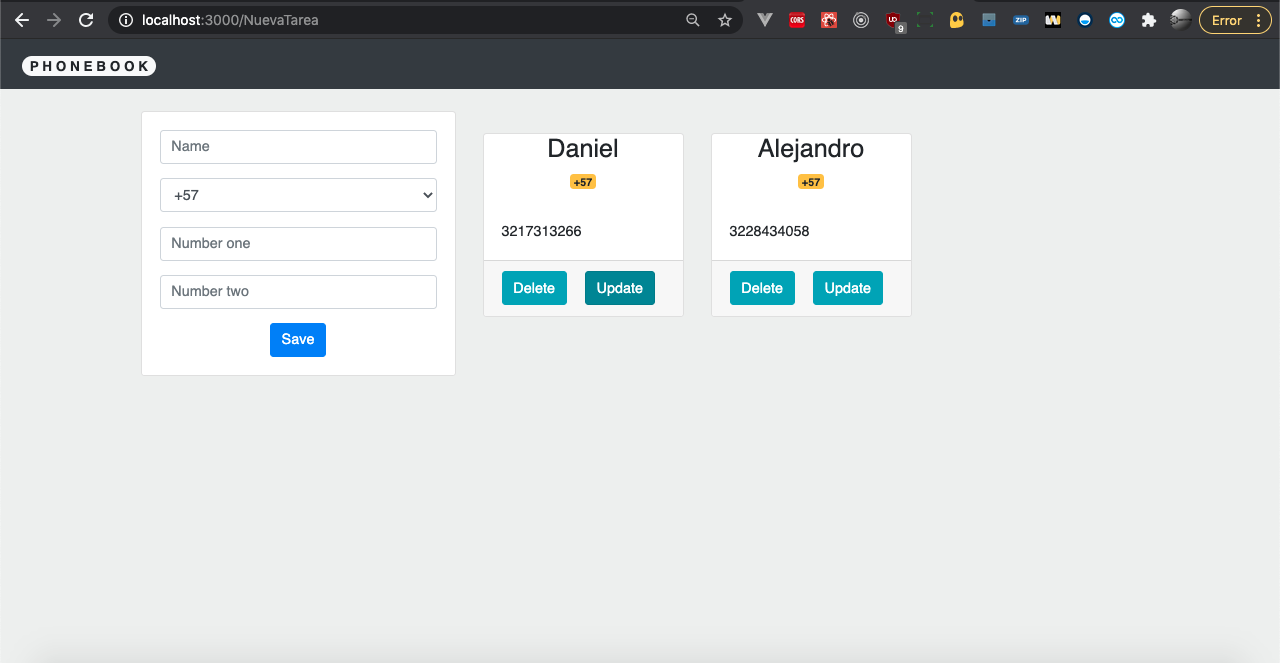 localhost:3000/NuevaTarea
CORS
UD
9
ZIP
Error
PHONEBOOK
Name
+57
Number one
Number two
Save
Daniel
+57
3217313266
Delete Update
Alejandro
+57
3228434058
Delete Update